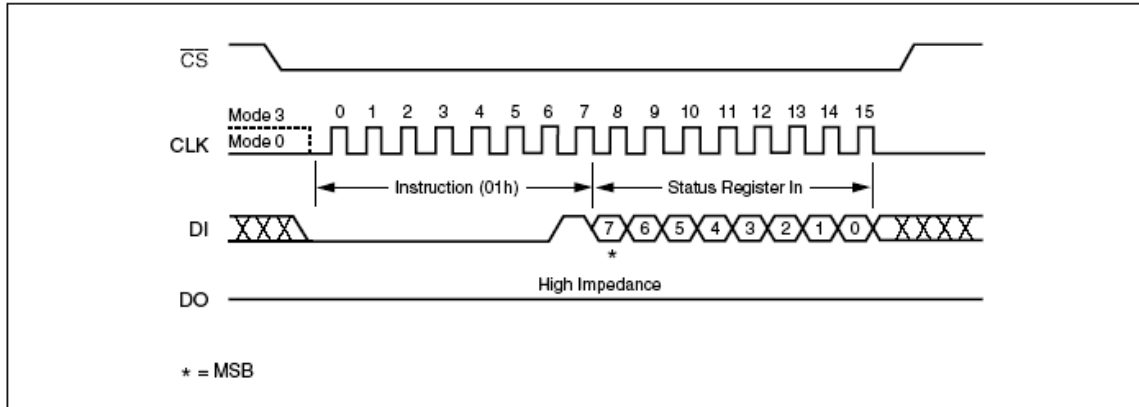 CS
Mode 3
0 1 2 3 4 5 6 7 8 9 10 11 12 13 14 15
CLK
Mode 0
Instruction (01h)
Status Register In
DI
7 6 5 4 3 2 1 0
*
High Impedance
DO
* = MSB